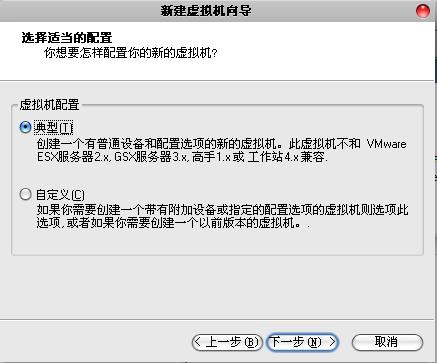 新建虚拟机向导
选择适当的配置
你想要怎样配置你的新的虚拟机?
虚拟机配置
典型(T)
创建一个有普通设备和配置选项的新的虚拟机。此虚拟机不和 VMware
ESX服务器2.x, GSX服务器3.x, 高手1.x 或 工作站4.x 兼容.
自定义(C)
如果你需要创建一个带有附加设备或指定的配置选项的虚拟机则选项此
选项, 或者如果你需要创建一个以前版本的虚拟机。.
< 上一步 (B) 下一步 (N) > 取消